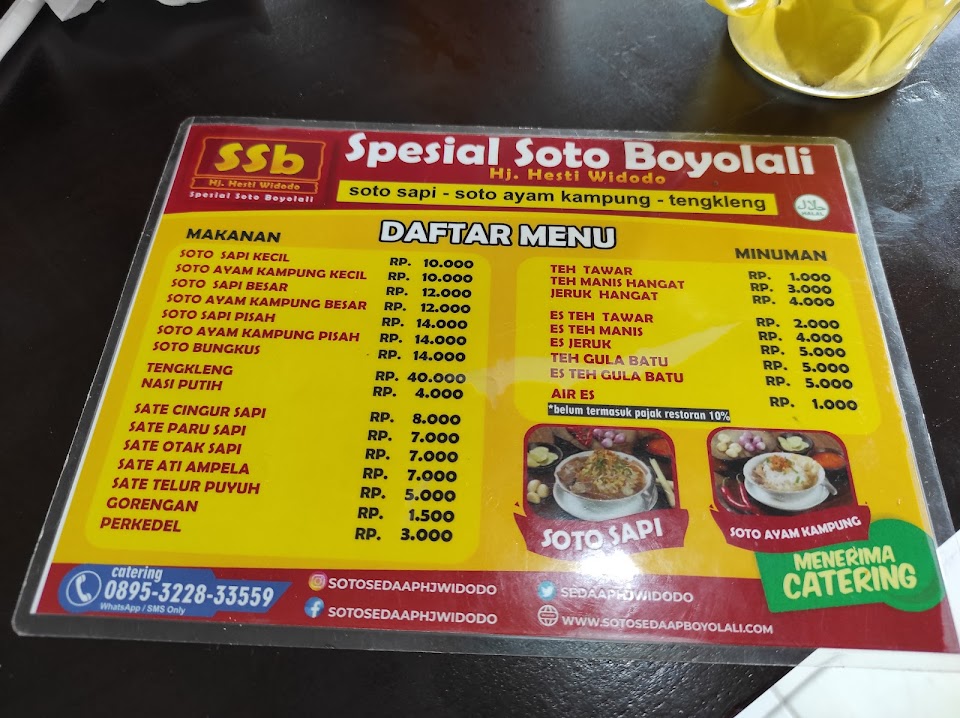 SSb
Hj. Hesti Widodo
Spesial Soto Boyolali
Spesial Soto Boyolali
Hj. Hesti Widodo
soto sapi - soto ayam kampung - tengkleng
حلال
HALAL
DAFTAR MENU
MAKANAN
SOTO SAPI KECIL RP. 10.000
SOTO AYAM KAMPUNG KECIL RP. 10.000
SOTO SAPI BESAR RP. 12.000
SOTO AYAM KAMPUNG BESAR RP. 12.000
SOTO SAPI PISAH RP. 14.000
SOTO AYAM KAMPUNG PISAH RP. 14.000
SOTO BUNGKUS RP. 14.000
TENGKLENG RP. 40.000
NASI PUTIH RP. 4.000
SATE CINGUR SAPI RP. 8.000
SATE PARU SAPI RP. 7.000
SATE OTAK SAPI RP. 7.000
SATE ATI AMPELA RP. 7.000
SATE TELUR PUYUH RP. 5.000
GORENGAN RP. 1.500
PERKEDEL RP. 3.000
MINUMAN
TEH TAWAR RP. 1.000
TEH MANIS HANGAT RP. 3.000
JERUK HANGAT RP. 4.000
ES TEH TAWAR RP. 2.000
ES TEH MANIS RP. 4.000
ES JERUK RP. 5.000
TEH GULA BATU RP. 5.000
ES TEH GULA BATU RP. 5.000
AIR ES RP. 1.000
*belum termasuk pajak restoran 10%
SOTO SAPI
SOTO AYAM KAMPUNG
MENERIMA
CATERING
catering
0895-3228-33559
WhatsApp / SMS Only
SOTOSEDAAPHJWIDODO
SOTOSEDAAPHJWIDODO
SEDAAPHJWIDODO
WWW.SOTOSEDAAPBOYOLALI.COM